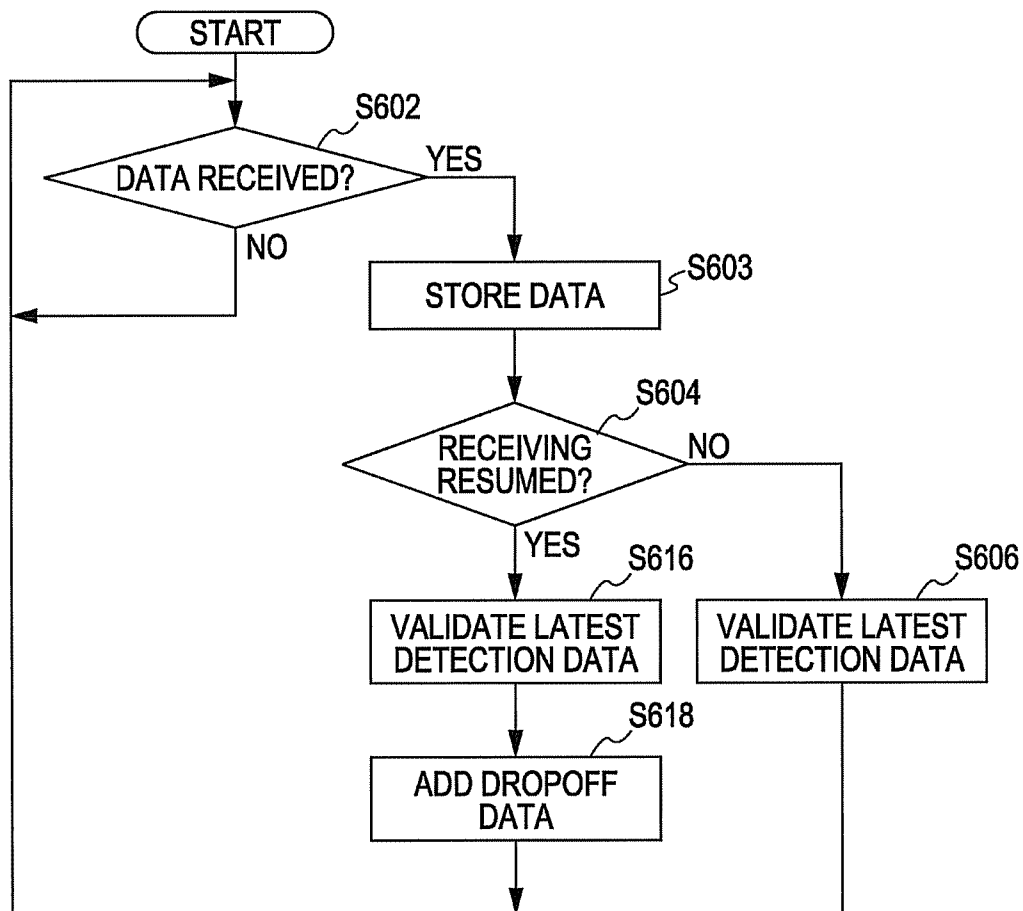 START
S602
DATA RECEIVED?
YES
NO
S603
STORE DATA
S604
RECEIVING
RESUMED?
NO
YES
S616
VALIDATE LATEST
DETECTION DATA
S606
VALIDATE LATEST
DETECTION DATA
S618
ADD DROPOFF
DATA